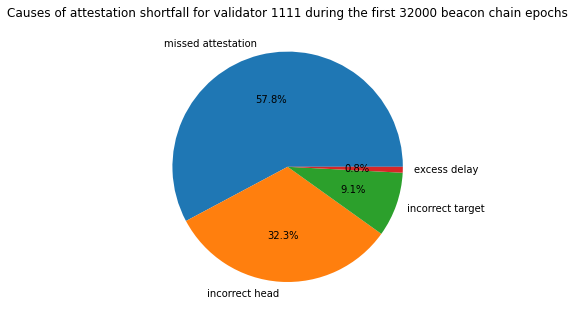 Causes of attestation shortfall for validator 1111 during the first 32000 beacon chain epochs
missed attestation
57.8%
0.8%
excess delay
9.1%
incorrect target
32.3%
incorrect head